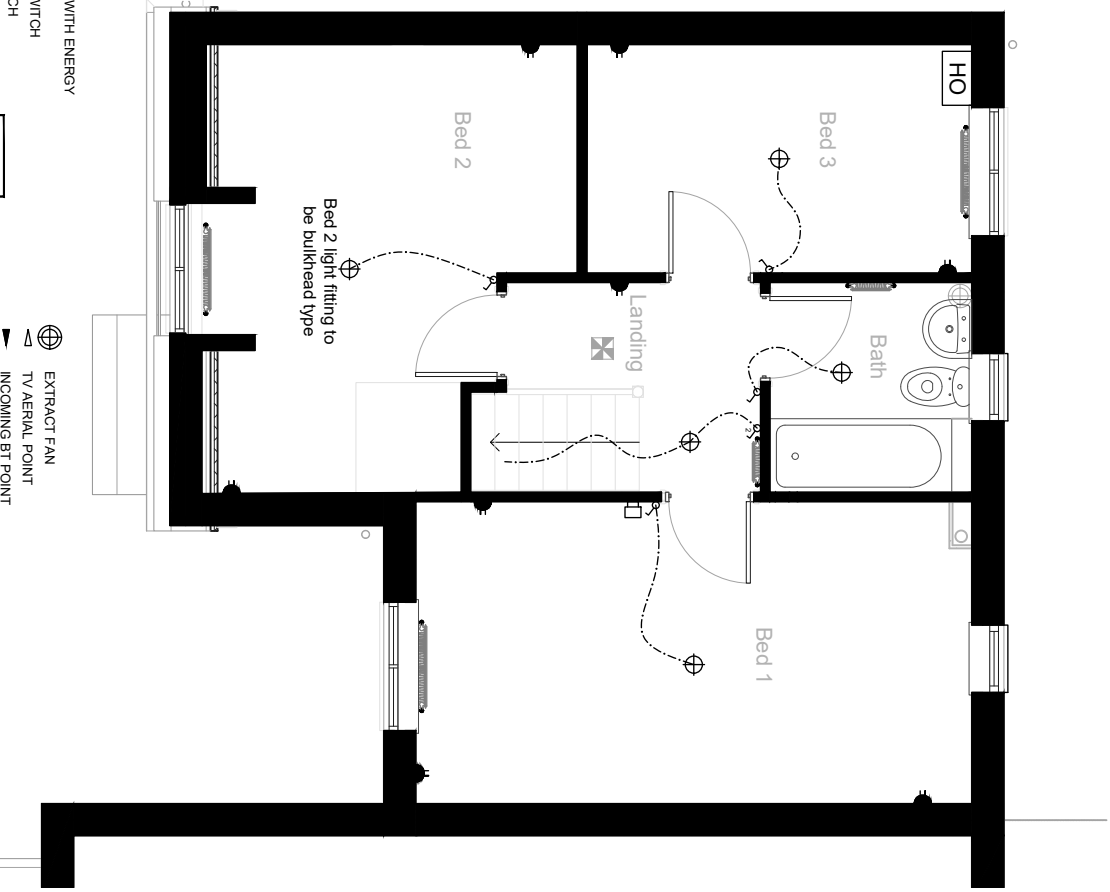 WITH ENERGY
WITCH
CH
HO
Bed 3
Bed 2
Bed 2 light fitting to
be bulkhead type
Landing
Bath
2
Bed 1
EXTRACT FAN
TV AERIAL POINT
INCOMING BT POINT